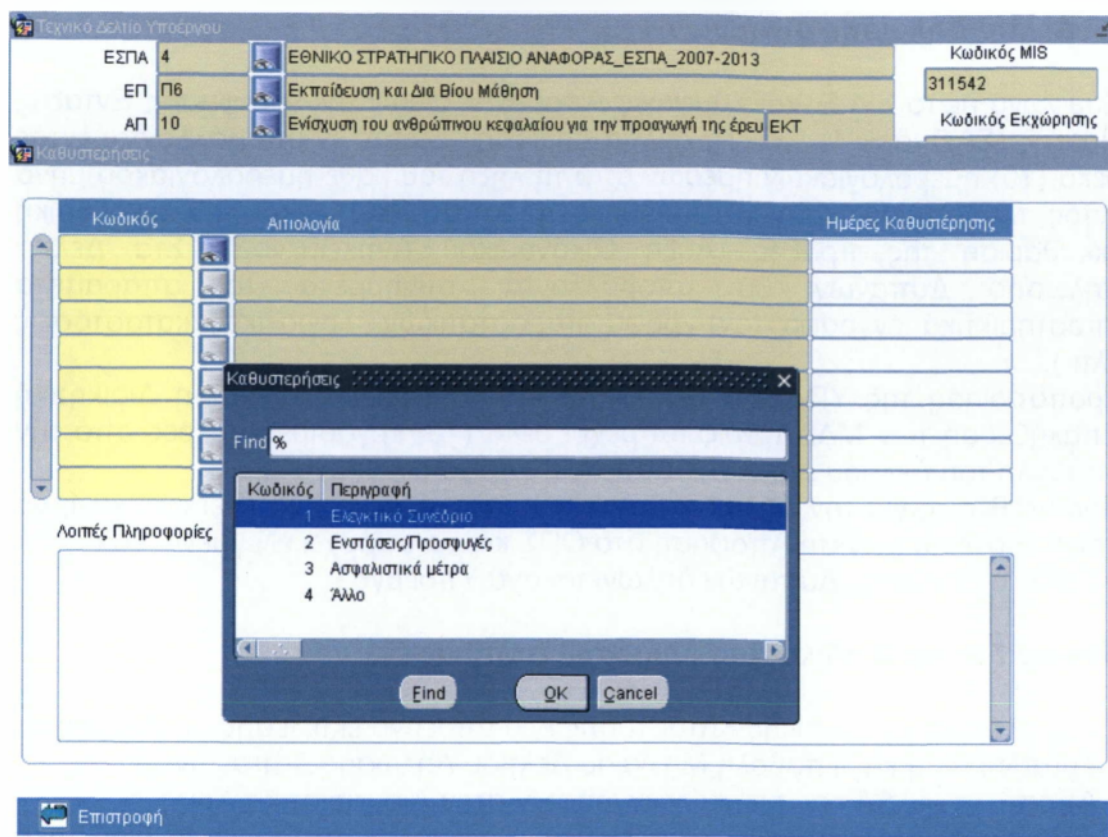 Τεχνικό Δελτίο Υποέργου
ΕΣΠΑ 4 ΕΘΝΙΚΟ ΣΤΡΑΤΗΓΙΚΟ ΠΛΑΙΣΙΟ ΑΝΑΦΟΡΑΣ_ΕΣΠΑ_2007-2013 Κωδικός MIS
311542
ΕΠ Π6 Εκπαίδευση και Δια Βίου Μάθηση
ΑΠ 10 Ενίσχυση του ανθρώπινου κεφαλαίου για την προαγωγή της έρευ ΕΚΤ Κωδικός Εκχώρησης
Καθυστερήσεις
Κωδικός Αιτιολογία Ημέρες Καθυστέρησης
Καθυστερήσεις
Find %
Κωδικός Περιγραφή
1 Ελεγκτικό Συνέδριο
2 Ενστάσεις/Προσφυγές
3 Ασφαλιστικά μέτρα
4 Άλλο
Find OK Cancel
Λοιπές Πληροφορίες
Επιστροφή